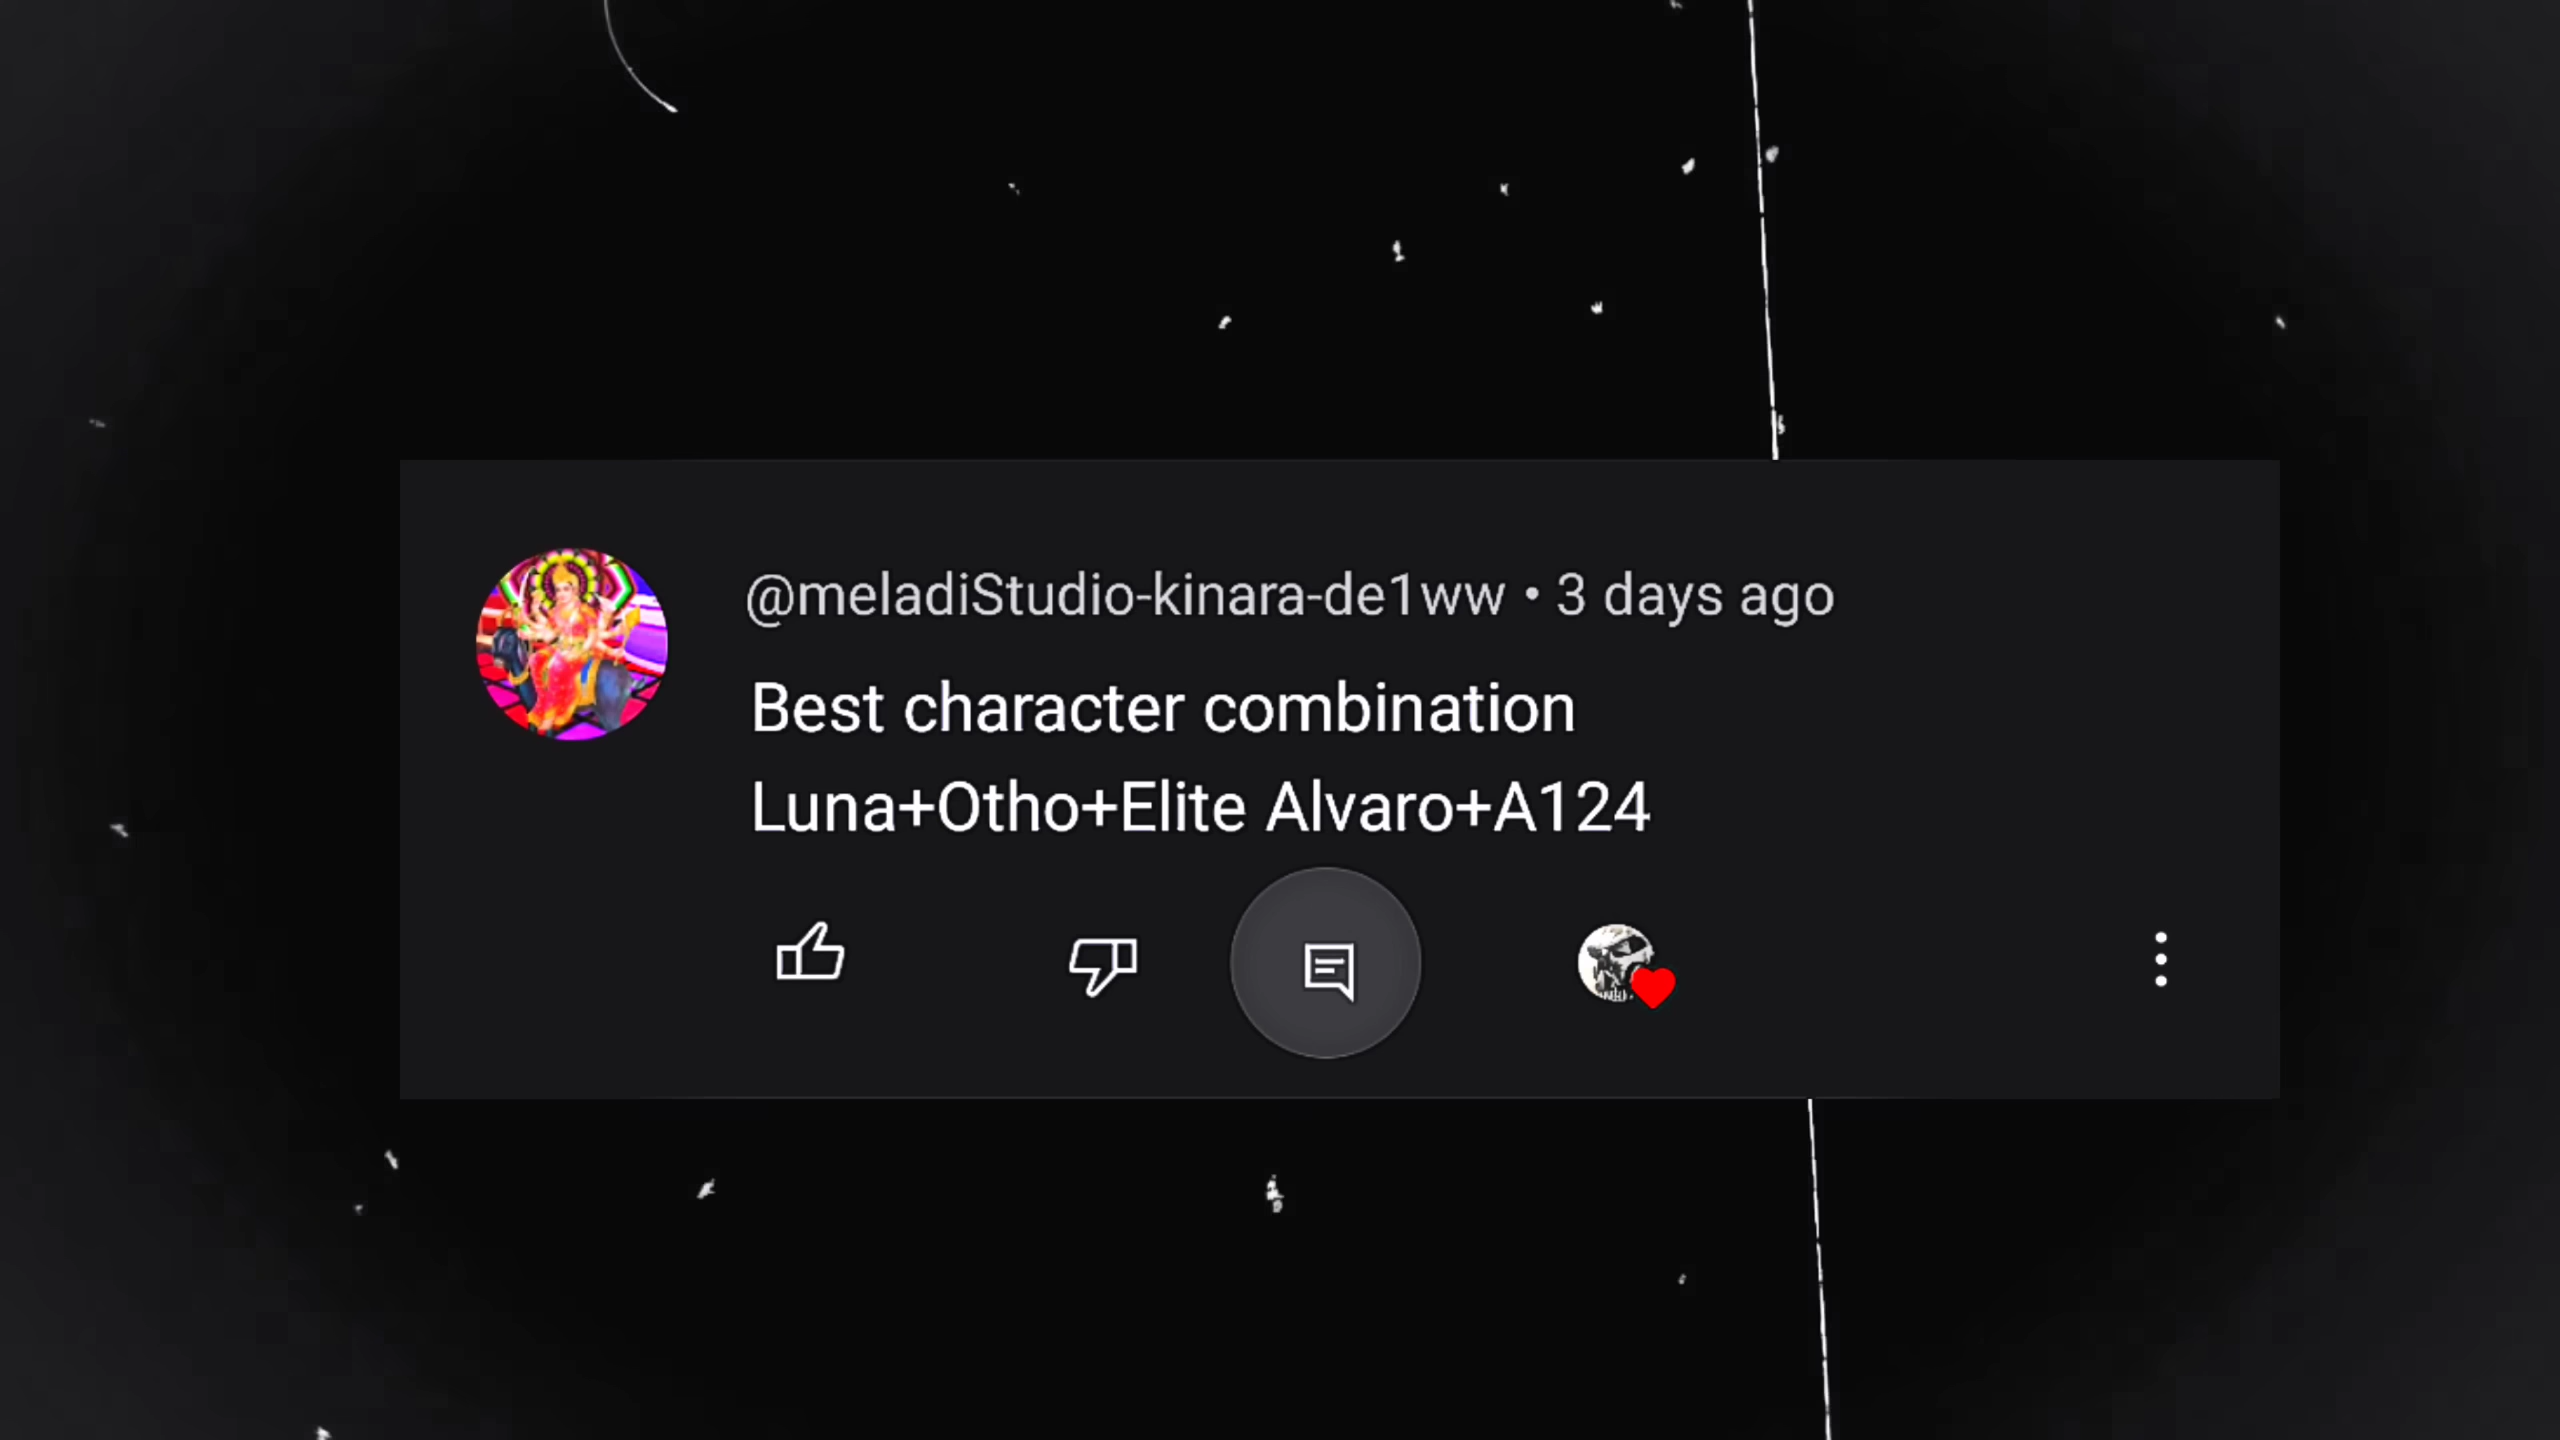 @meladiStudio-kinara-de1ww • 3 days ago
Best character combination
Luna+Otho+Elite Alvaro+A124